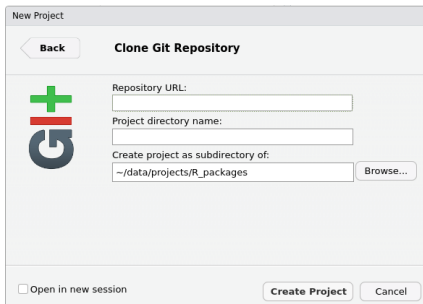 New Project
Back
Clone Git Repository
git
Repository URL:
Project directory name:
Create project as subdirectory of:
~/data/projects/R_packages
Browse...
Open in new session
Create Project
Cancel